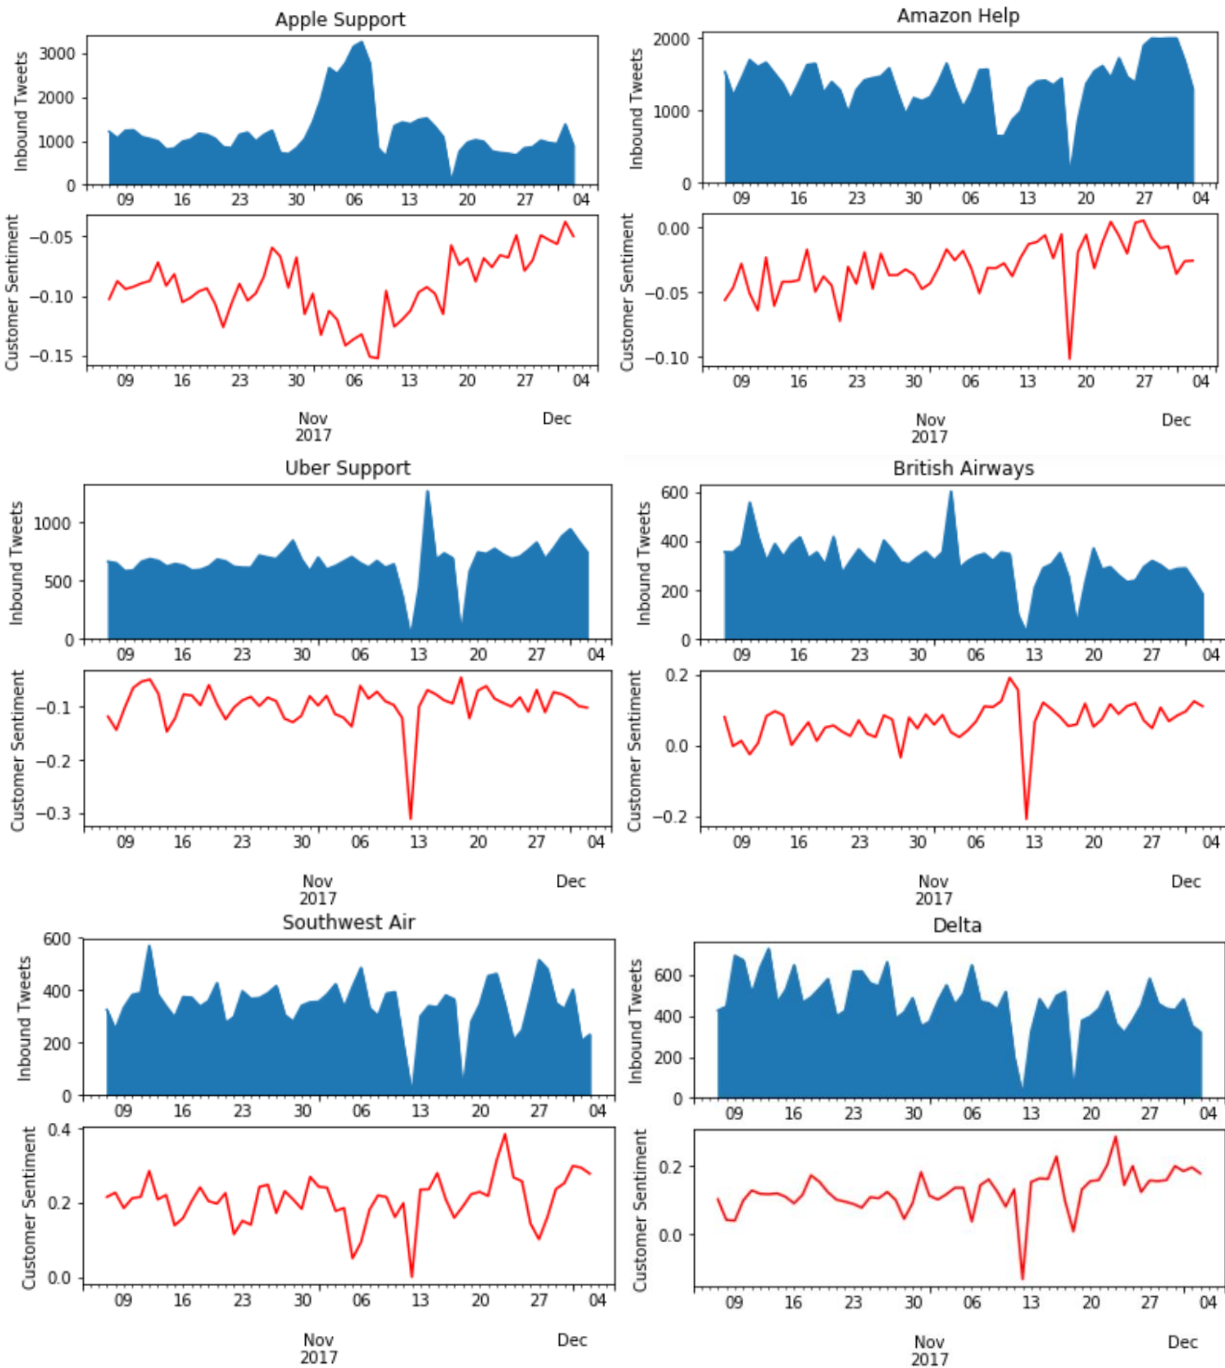 Apple Support
Inbound Tweets
3000
2000
1000
0
09 16 23 30 06 13 20 27 04
Customer Sentiment
−0.05
−0.10
−0.15
09 16 23 30 06 13 20 27 04
Nov Dec
2017
Amazon Help
Inbound Tweets
2000
1000
0
09 16 23 30 06 13 20 27 04
Customer Sentiment
0.00
−0.05
−0.10
09 16 23 30 06 13 20 27 04
Nov Dec
2017
Uber Support
Inbound Tweets
1000
500
0
09 16 23 30 06 13 20 27 04
Customer Sentiment
−0.1
−0.2
−0.3
09 16 23 30 06 13 20 27 04
Nov Dec
2017
British Airways
Inbound Tweets
600
400
200
0
09 16 23 30 06 13 20 27 04
Customer Sentiment
0.2
0.0
−0.2
09 16 23 30 06 13 20 27 04
Nov Dec
2017
Southwest Air
Inbound Tweets
600
400
200
0
09 16 23 30 06 13 20 27 04
Customer Sentiment
0.4
0.2
0.0
09 16 23 30 06 13 20 27 04
Nov Dec
2017
Delta
Inbound Tweets
600
400
200
0
09 16 23 30 06 13 20 27 04
Customer Sentiment
0.2
0.0
09 16 23 30 06 13 20 27 04
Nov Dec
2017